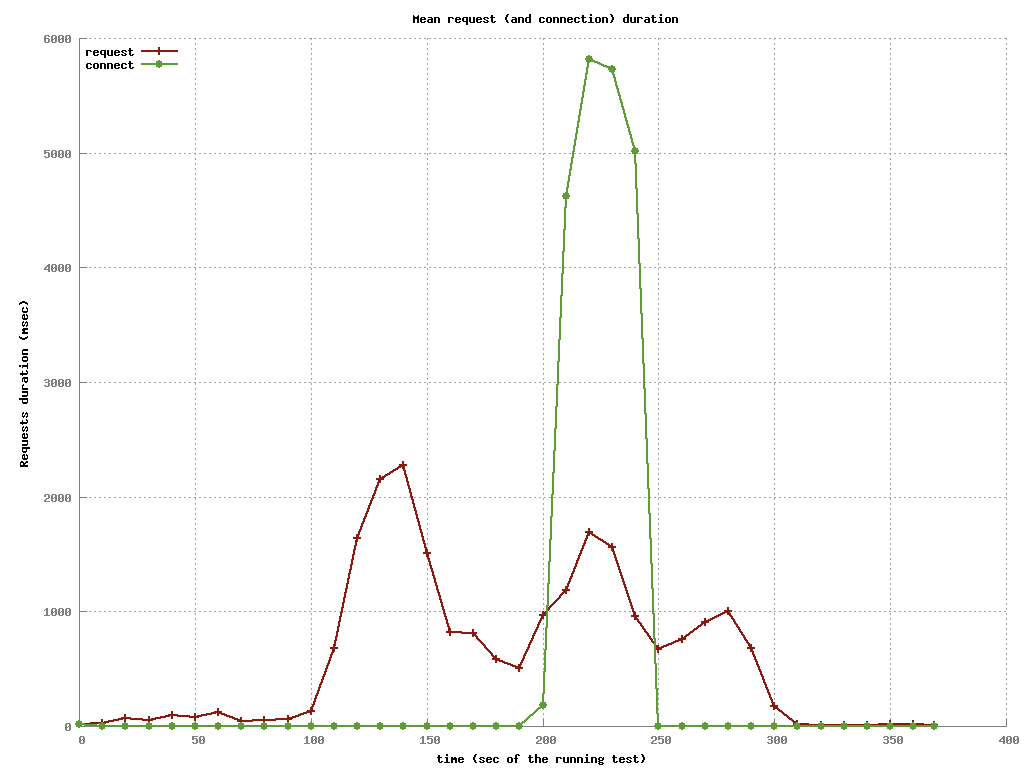 Mean request (and connection) duration
6000
request
connect
5000
4000
3000
2000
1000
0
Requests duration (msec)
0 50 100 150 200 250 300 350 400
time (sec of the running test)